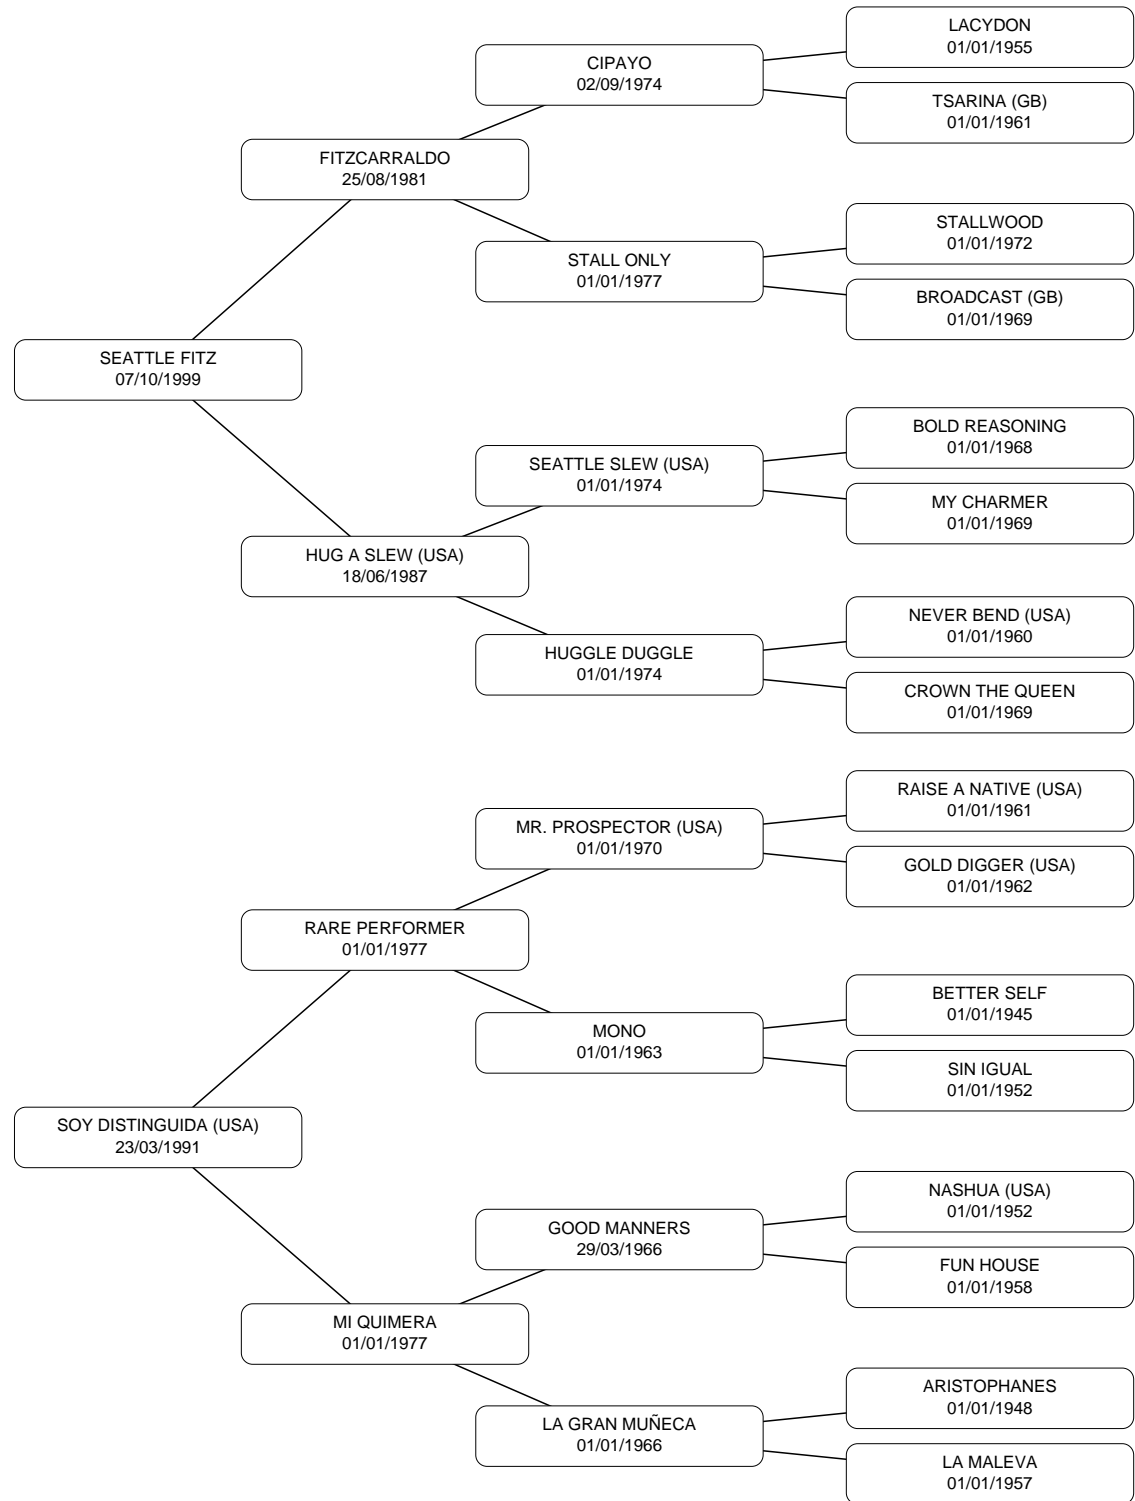 LACYDON
01/01/1955
CIPAYO
02/09/1974
TSARINA (GB)
01/01/1961
FITZCARRALDO
25/08/1981
STALLWOOD
01/01/1972
STALL ONLY
01/01/1977
BROADCAST (GB)
01/01/1969
SEATTLE FITZ
07/10/1999
BOLD REASONING
01/01/1968
SEATTLE SLEW (USA)
01/01/1974
MY CHARMER
01/01/1969
HUG A SLEW (USA)
18/06/1987
NEVER BEND (USA)
01/01/1960
HUGGLE DUGGLE
01/01/1974
CROWN THE QUEEN
01/01/1969
RAISE A NATIVE (USA)
01/01/1961
MR. PROSPECTOR (USA)
01/01/1970
GOLD DIGGER (USA)
01/01/1962
RARE PERFORMER
01/01/1977
BETTER SELF
01/01/1945
MONO
01/01/1963
SIN IGUAL
01/01/1952
SOY DISTINGUIDA (USA)
23/03/1991
NASHUA (USA)
01/01/1952
GOOD MANNERS
29/03/1966
FUN HOUSE
01/01/1958
MI QUIMERA
01/01/1977
ARISTOPHANES
01/01/1948
LA GRAN MUÑECA
01/01/1966
LA MALEVA
01/01/1957